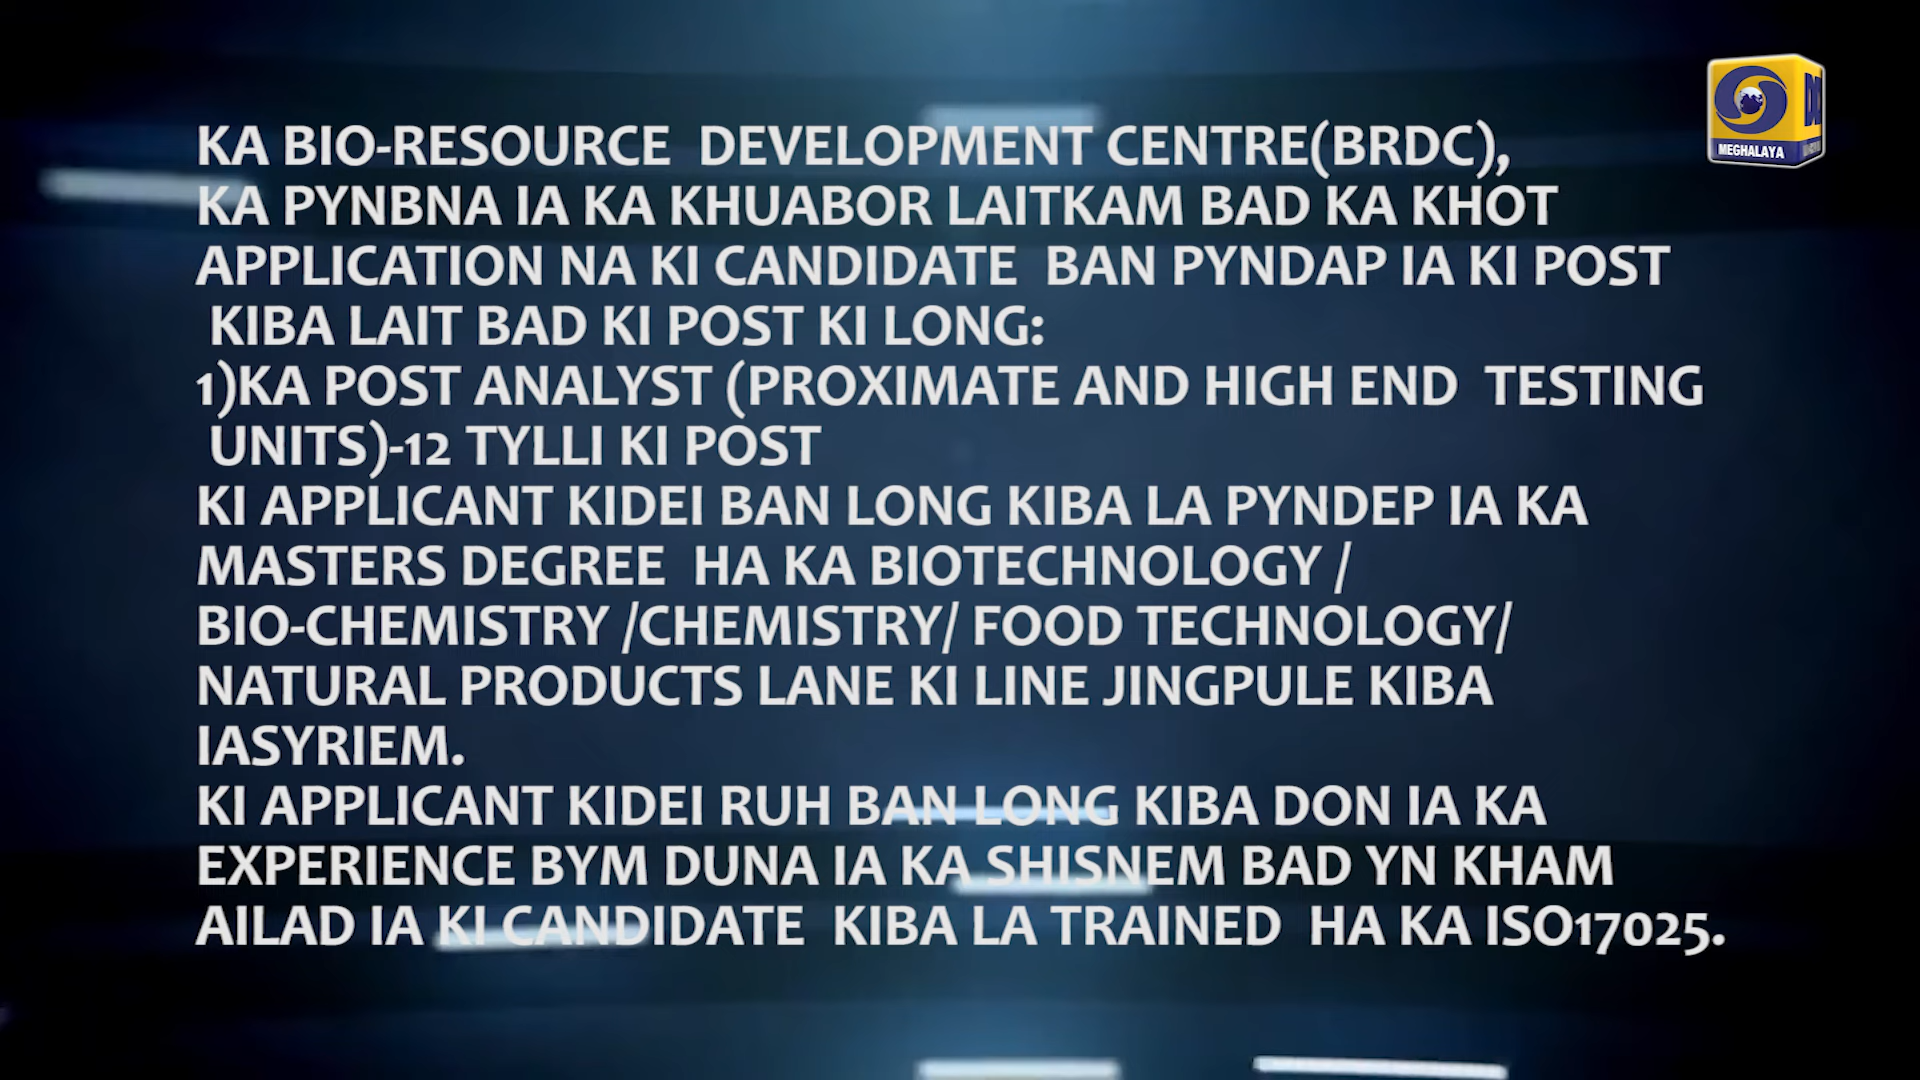 KA BIO-RESOURCE DEVELOPMENT CENTRE(BRDC),
KA PYNBNA IA KA KHUABOR LAITKAM BAD KA KHOT
APPLICATION NA KI CANDIDATE BAN PYNDAP IA KI POST
KIBA LAIT BAD KI POST KI LONG:
1)KA POST ANALYST (PROXIMATE AND HIGH END TESTING
UNITS)-12 TYLLI KI POST
KI APPLICANT KIDEI BAN LONG KIBA LA PYNDEP IA KA
MASTERS DEGREE HA KA BIOTECHNOLOGY /
BIO-CHEMISTRY /CHEMISTRY/ FOOD TECHNOLOGY/
NATURAL PRODUCTS LANE KI LINE JINGPULE KIBA
IASYRIEM.
KI APPLICANT KIDEI RUH BAN LONG KIBA DON IA KA
EXPERIENCE BYM DUNA IA KA SHISNEM BAD YN KHAM
AILAD IA KI CANDIDATE KIBA LA TRAINED HA KA ISO17025.
MEGHALAYA